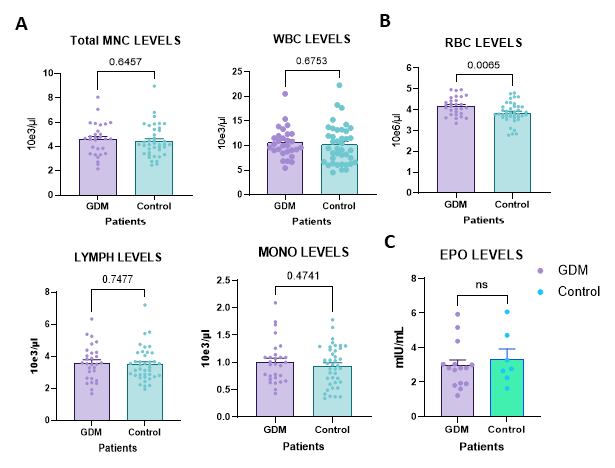 A
Total MNC LEVELS
0.6457
10e3/µl
10
8
6
4
2
0
GDM Control
Patients
WBC LEVELS
0.6753
10e3/µl
25
20
15
10
5
0
GDM Control
Patients
B
RBC LEVELS
0.0065
10e6/µl
6
5
4
3
2
1
0
GDM Control
Patients
LYMPH LEVELS
0.7477
10e3/µl
8
6
4
2
0
GDM Control
Patients
MONO LEVELS
0.4741
10e3/µl
2.5
2.0
1.5
1.0
0.5
0.0
GDM Control
Patients
C
EPO LEVELS
ns
mIU/mL
8
6
4
2
0
GDM Control
Patients
GDM
Control